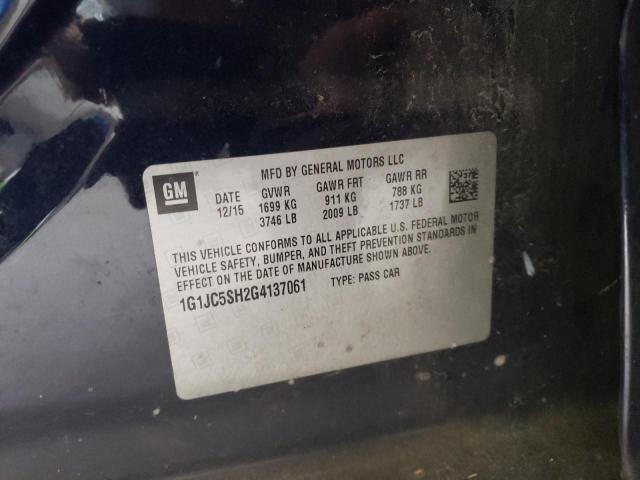 MFD BY GENERAL MOTORS LLC
GM
DATE GVWR GAWR FRT GAWR RR
12/15 1699 KG 911 KG 788 KG
3746 LB 2009 LB 1737 LB
THIS VEHICLE CONFORMS TO ALL APPLICABLE U.S. FEDERAL MOTOR
VEHICLE SAFETY, BUMPER, AND THEFT PREVENTION STANDARDS IN
EFFECT ON THE DATE OF MANUFACTURE SHOWN ABOVE.
1G1JC5SH2G4137061 TYPE: PASS CAR